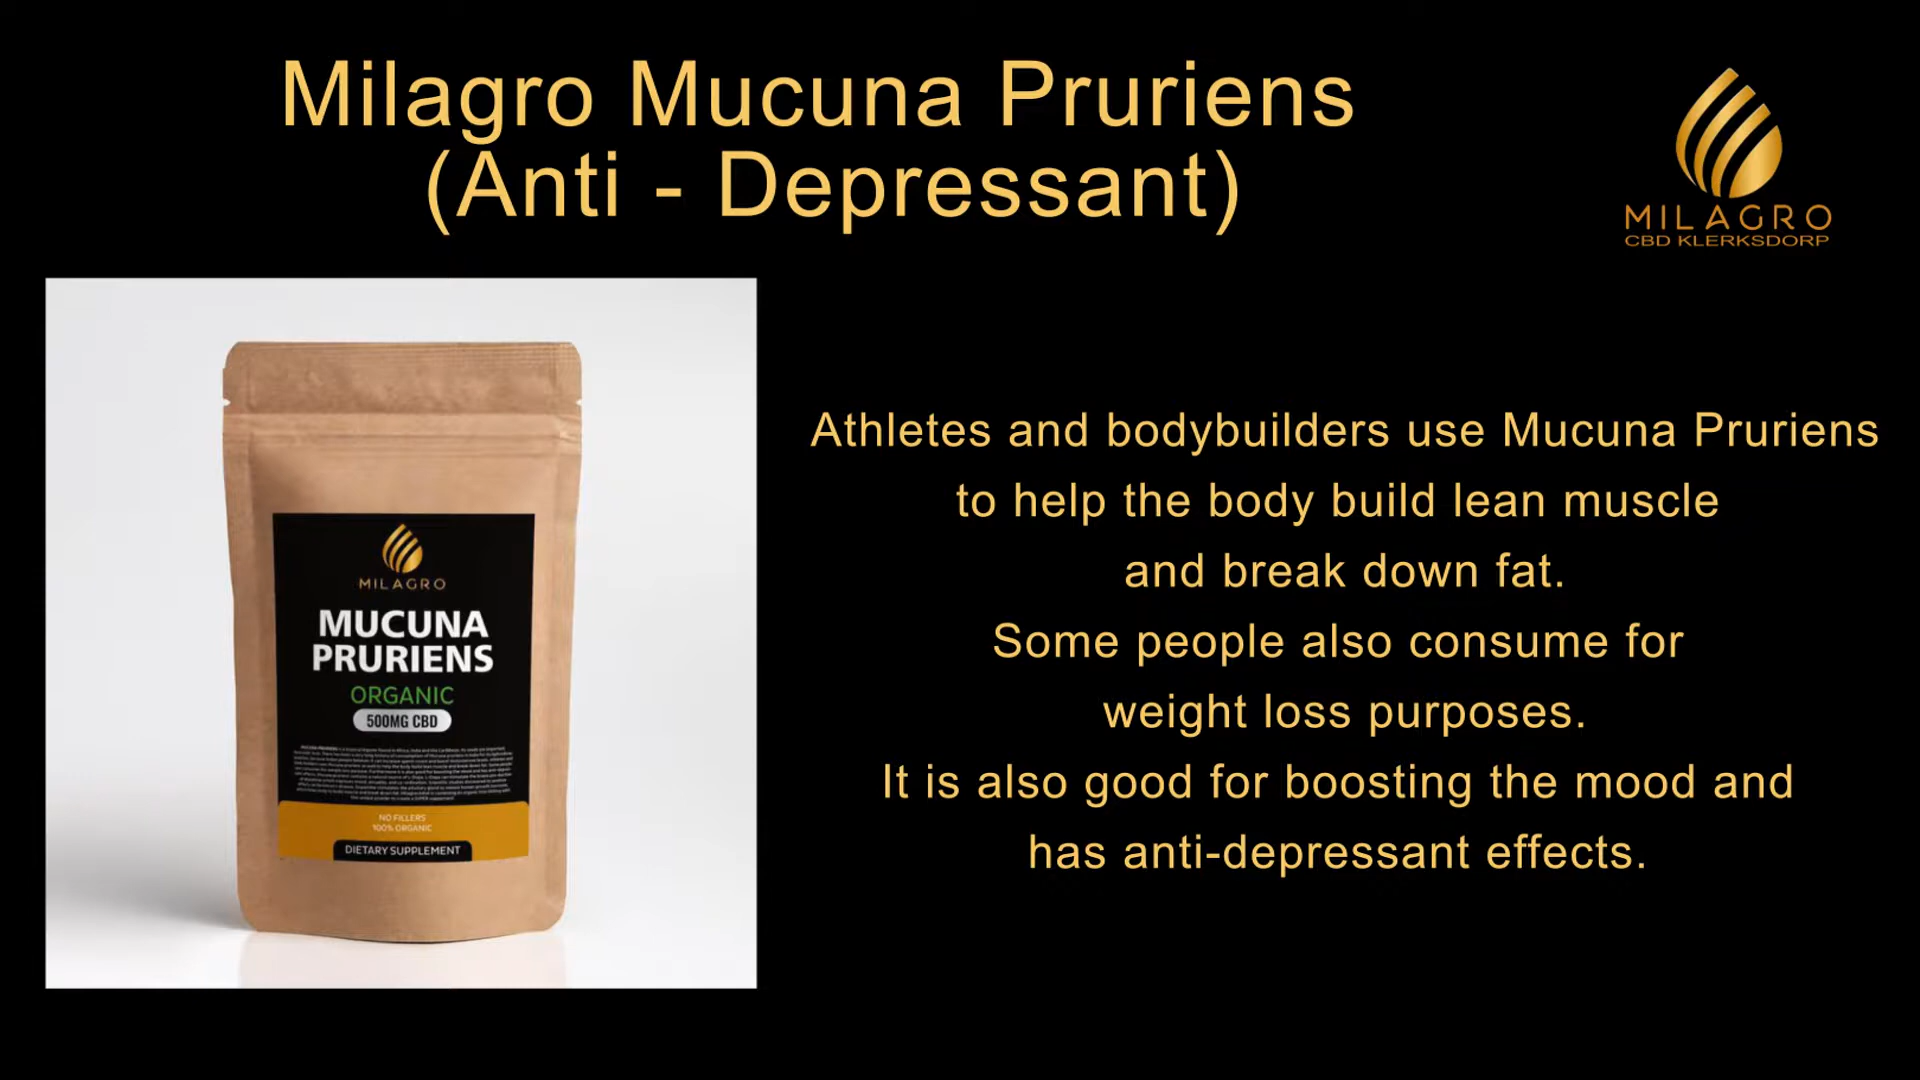 Milagro Mucuna Pruriens
(Anti - Depressant)
MILAGRO
CBD KLERKSDORP
MILAGRO
MUCUNA
PRURIENS
ORGANIC
500MG CBD
NO FILLERS
100% ORGANIC
DIETARY SUPPLEMENT
Athletes and bodybuilders use Mucuna Pruriens
to help the body build lean muscle
and break down fat.
Some people also consume for
weight loss purposes.
It is also good for boosting the mood and
has anti-depressant effects.